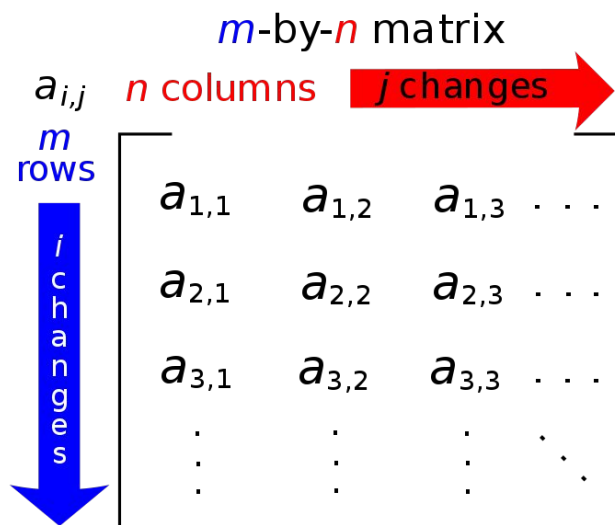 m-by-n matrix
a_{i,j} n columns j changes
m
rows
i changes
a_{1,1} a_{1,2} a_{1,3} . . .
a_{2,1} a_{2,2} a_{2,3} . . .
a_{3,1} a_{3,2} a_{3,3} . . .
. . . .
. . . .
. . . .